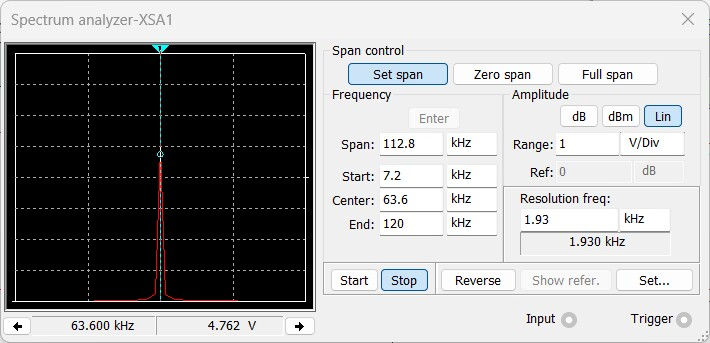 Spectrum analyzer-XSA1
1
Span control
Set span Zero span Full span
Frequency
Enter
Span: 112.8 kHz
Start: 7.2 kHz
Center: 63.6 kHz
End: 120 kHz
Amplitude
dB dBm Lin
Range: 1 V/Div
Ref: 0 dB
Resolution freq:
1.93 kHz
1.930 kHz
Start Stop Reverse Show refer. Set...
63.600 kHz 4.762 V
Input Trigger